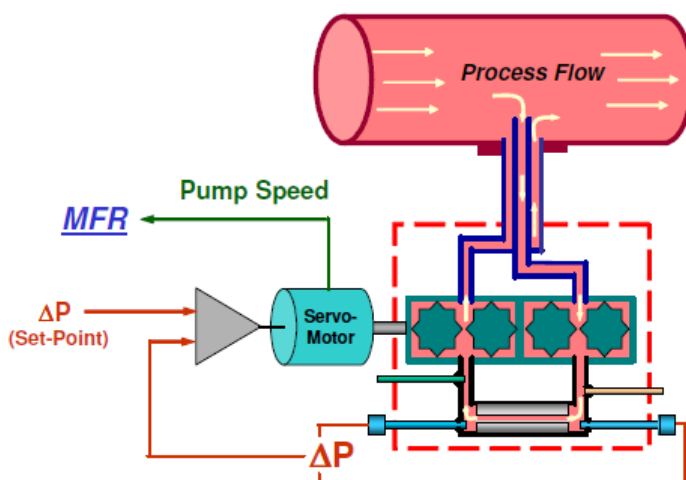 Process Flow
Pump Speed
MFR
ΔP
(Set-Point)
Servo-
Motor
ΔP